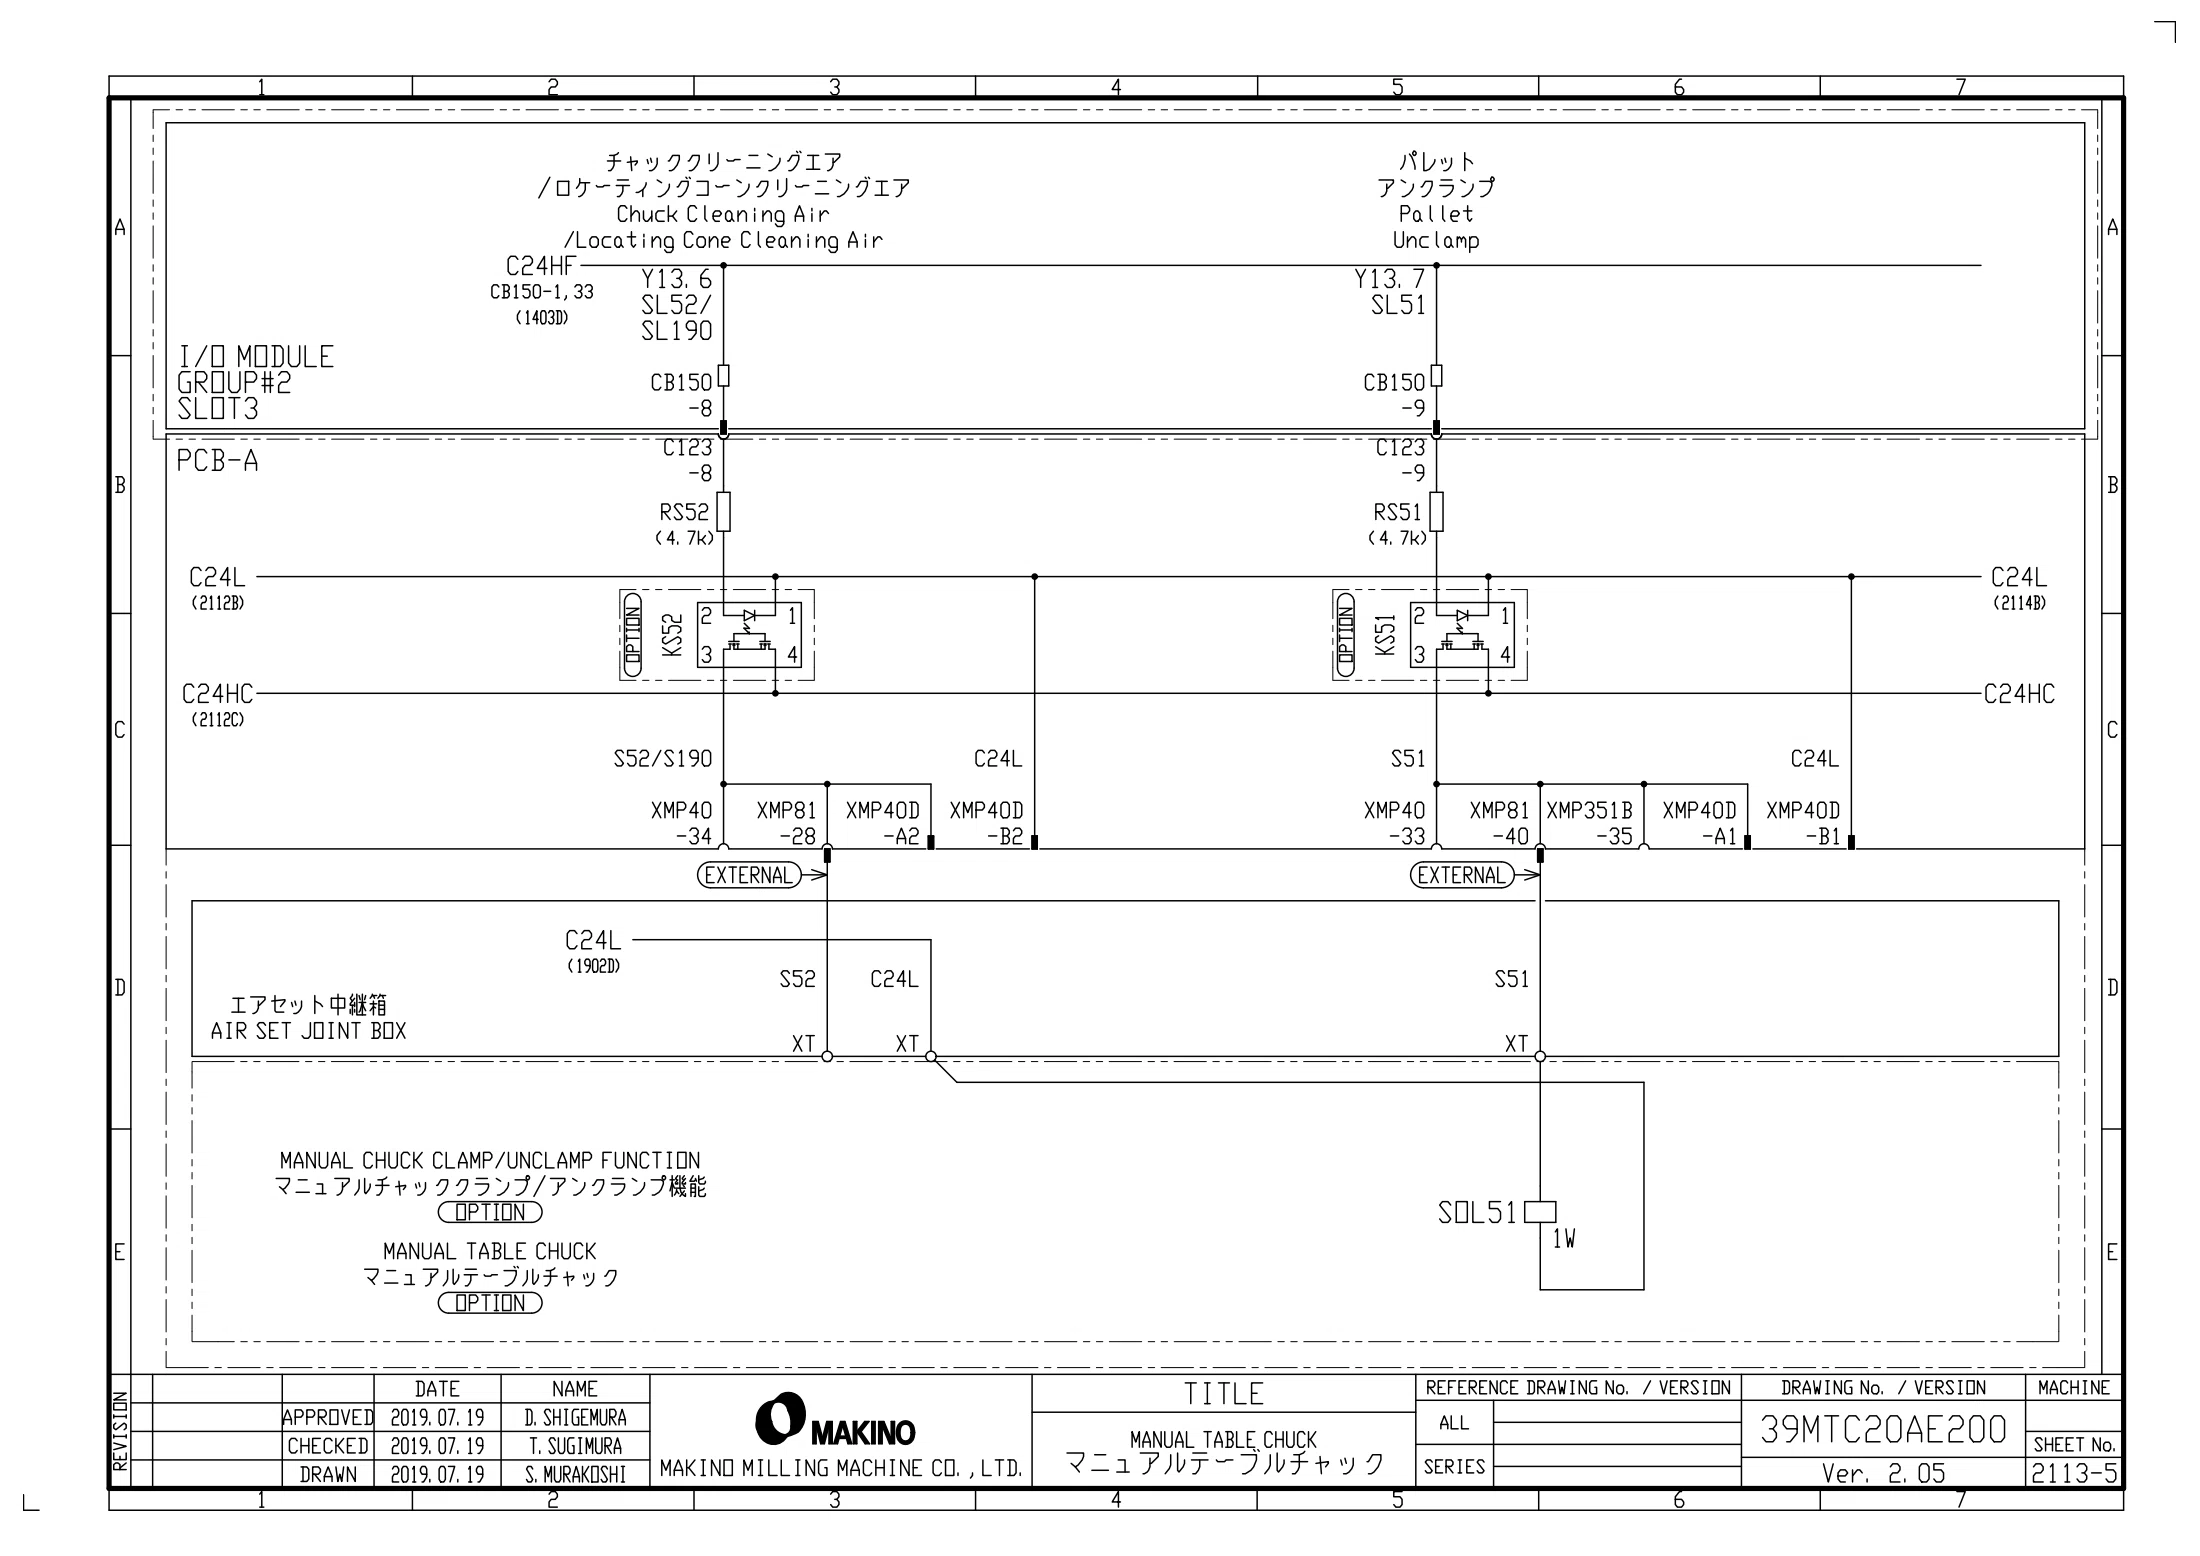 1 2 3 4 5 6 7
A A
チャッククリーニングエア
/ロケーティングコーンクリーニングエア
Chuck Cleaning Air
/Locating Cone Cleaning Air
パレット
アンクランプ
Pallet
Unclamp
C24HF
CB150-1,33
(1403D)
Y13.6
SL52/
SL190
Y13.7
SL51
I/O MODULE
GROUP#2
SLOT3
CB150
-8
CB150
-9
B B
PCB-A
C123
-8
C123
-9
RS52
(4.7k)
RS51
(4.7k)
C24L
(2112B)
C24L
(2114B)
OPTION
KS52
2 1
3 4
OPTION
KS51
2 1
3 4
C24HC
(2112C)
C24HC
C C
S52/S190
C24L
S51
C24L
XMP40
-34
XMP81
-28
XMP40D
-A2
XMP40D
-B2
XMP40
-33
XMP81
-40
XMP351B
-35
XMP40D
-A1
XMP40D
-B1
EXTERNAL
EXTERNAL
D D
C24L
(1902D)
S52
C24L
S51
エアセット中継箱
AIR SET JOINT BOX
XT
XT
XT
E E
MANUAL CHUCK CLAMP/UNCLAMP FUNCTION
マニュアルチャッククランプ/アンクランプ機能
OPTION
MANUAL TABLE CHUCK
マニュアルテーブルチャック
OPTION
SOL51
1W
REVISION
DATE NAME
APPROVED 2019.07.19 D. SHIGEMURA
CHECKED 2019.07.19 T. SUGIMURA
DRAWN 2019.07.19 S. MURAKOSHI
MAKINO
MAKINO MILLING MACHINE CO., LTD.
TITLE
MANUAL TABLE CHUCK
マニュアルテーブルチャック
REFERENCE DRAWING No. / VERSION
ALL
SERIES
DRAWING No. / VERSION
39MTC20AE200
Ver. 2.05
MACHINE
SHEET No.
2113-5
1 2 3 4 5 6 7